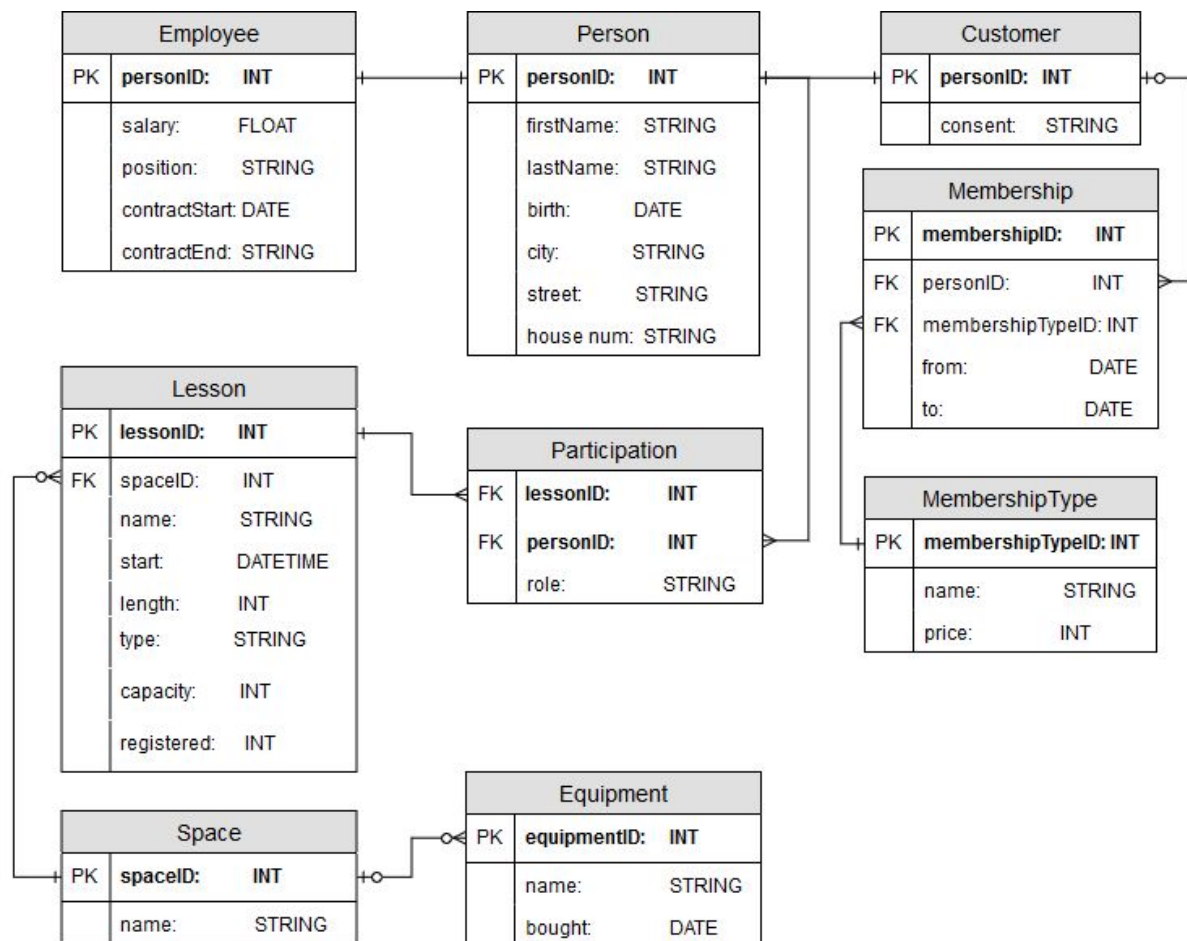 Employee
PK personID: INT
salary: FLOAT
position: STRING
contractStart: DATE
contractEnd: STRING
Person
PK personID: INT
firstName: STRING
lastName: STRING
birth: DATE
city: STRING
street: STRING
house num: STRING
Customer
PK personID: INT
consent: STRING
Membership
PK membershipID: INT
FK personID: INT
FK membershipTypeID: INT
from: DATE
to: DATE
Lesson
PK lessonID: INT
FK spaceID: INT
name: STRING
start: DATETIME
length: INT
type: STRING
capacity: INT
registered: INT
Participation
FK lessonID: INT
FK personID: INT
role: STRING
MembershipType
PK membershipTypeID: INT
name: STRING
price: INT
Space
PK spaceID: INT
name: STRING
Equipment
PK equipmentID: INT
name: STRING
bought: DATE